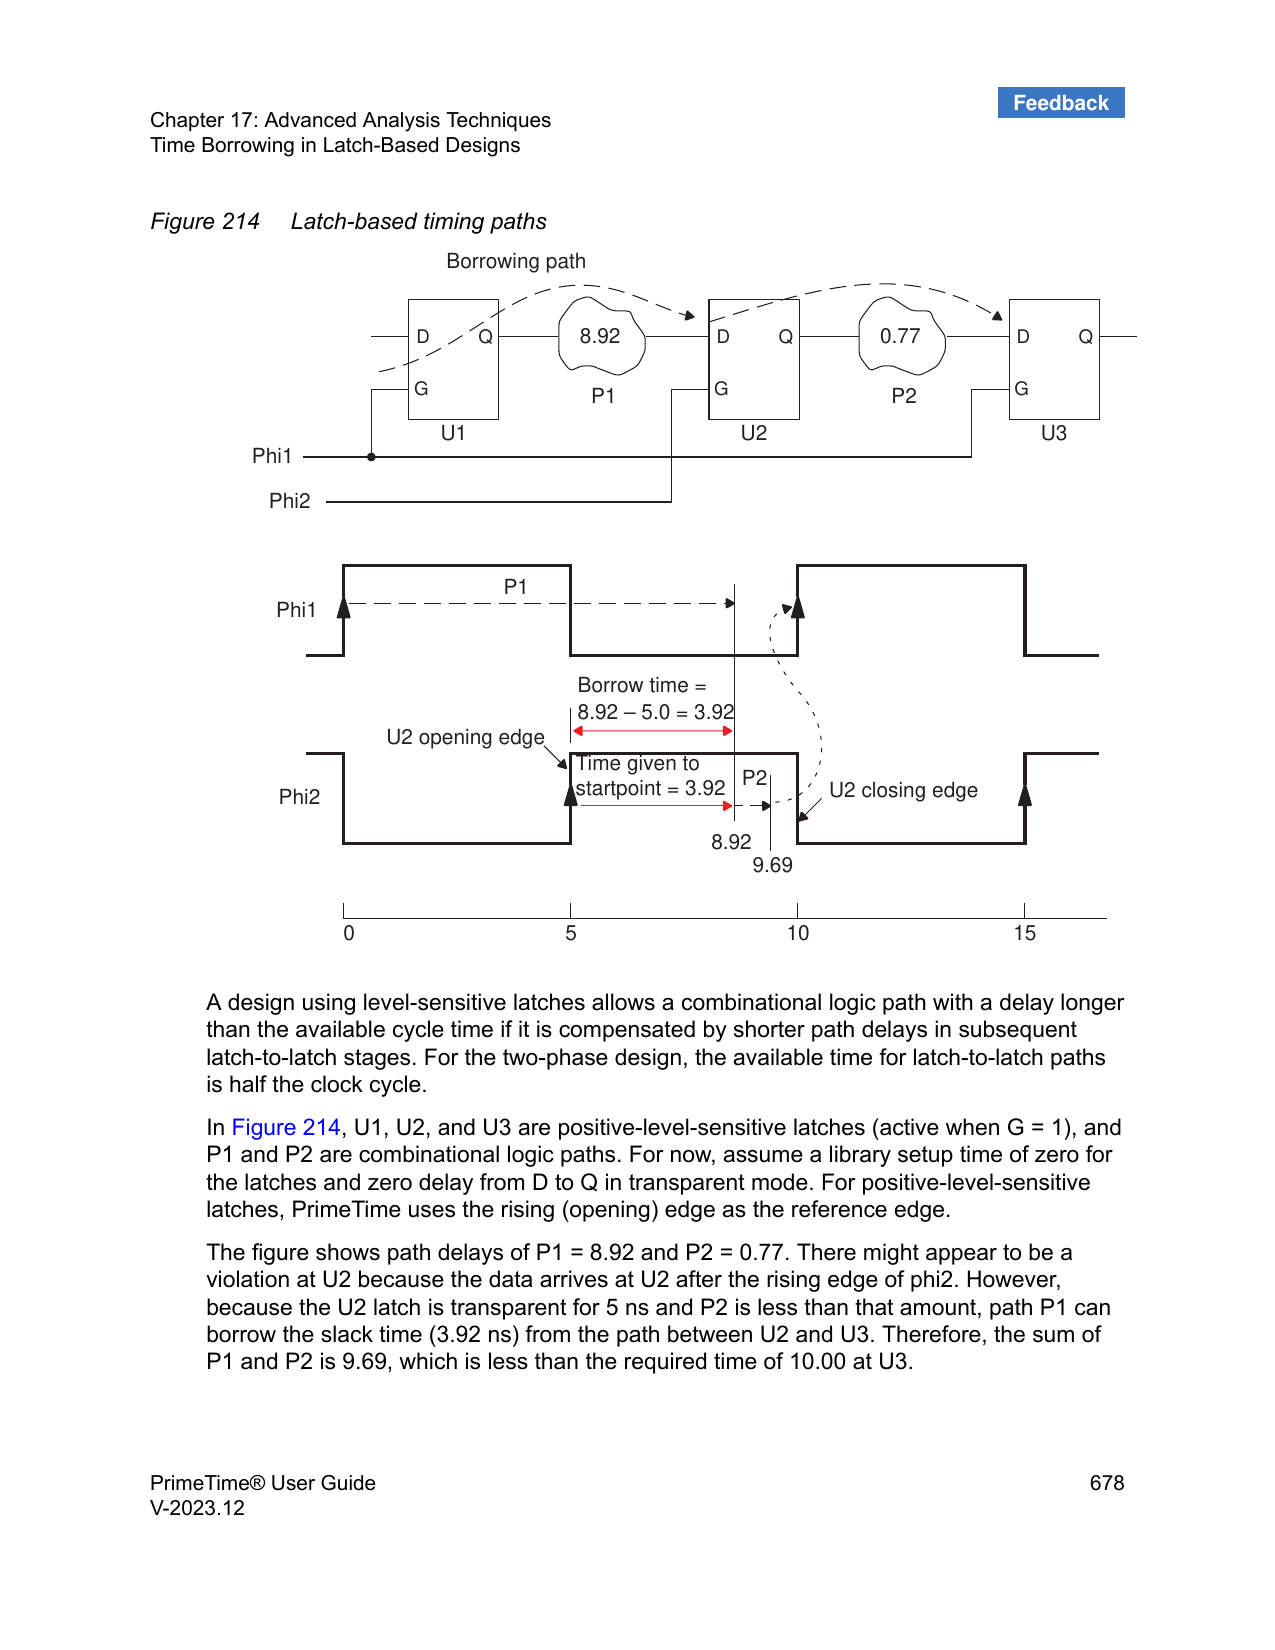 Feedback
Chapter 17: Advanced Analysis Techniques
Time Borrowing in Latch-Based Designs
Figure 214 Latch-based timing paths
Borrowing path
D Q 8.92 D Q 0.77 D Q
G P1 G P2 G
U1 U2 U3
Phi1
Phi2
P1
Phi1
Borrow time =
8.92 – 5.0 = 3.92
U2 opening edge
Time given to
startpoint = 3.92 P2
Phi2 U2 closing edge
8.92
9.69
0 5 10 15
A design using level-sensitive latches allows a combinational logic path with a delay longer
than the available cycle time if it is compensated by shorter path delays in subsequent
latch-to-latch stages. For the two-phase design, the available time for latch-to-latch paths
is half the clock cycle.
In Figure 214, U1, U2, and U3 are positive-level-sensitive latches (active when G = 1), and
P1 and P2 are combinational logic paths. For now, assume a library setup time of zero for
the latches and zero delay from D to Q in transparent mode. For positive-level-sensitive
latches, PrimeTime uses the rising (opening) edge as the reference edge.
The figure shows path delays of P1 = 8.92 and P2 = 0.77. There might appear to be a
violation at U2 because the data arrives at U2 after the rising edge of phi2. However,
because the U2 latch is transparent for 5 ns and P2 is less than that amount, path P1 can
borrow the slack time (3.92 ns) from the path between U2 and U3. Therefore, the sum of
P1 and P2 is 9.69, which is less than the required time of 10.00 at U3.
PrimeTime® User Guide 678
V-2023.12